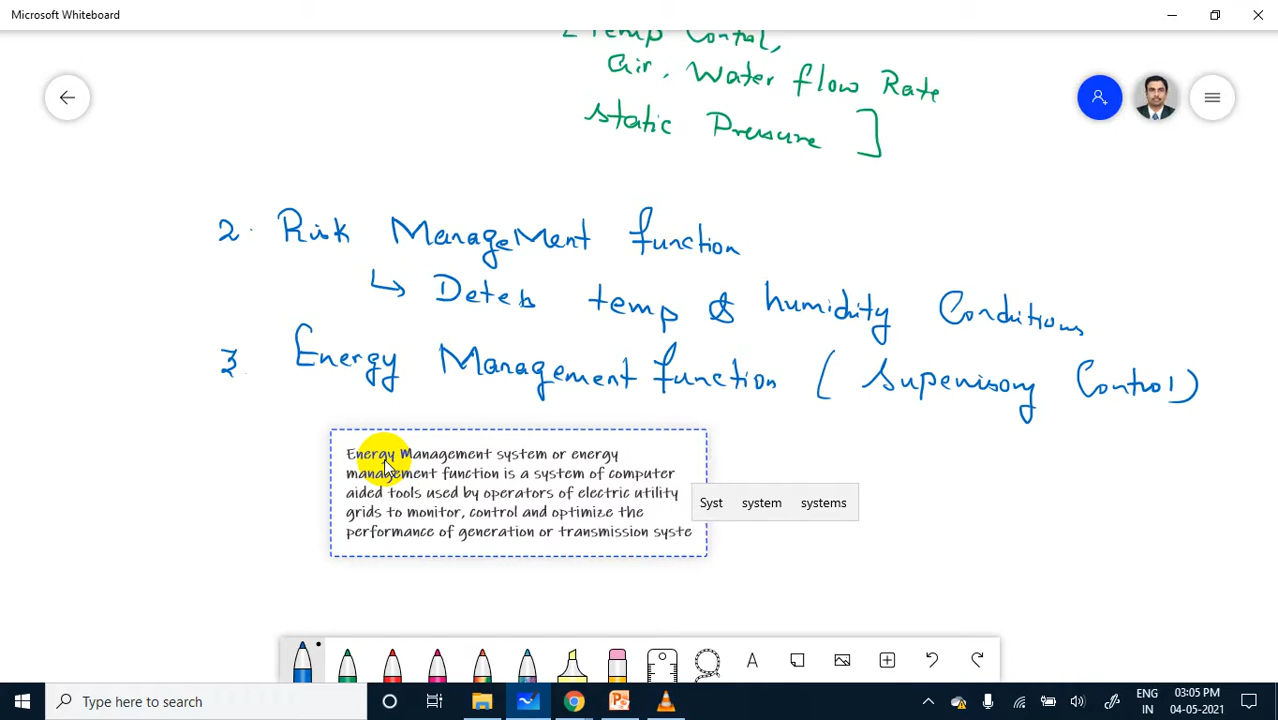 Microsoft Whiteboard
Temp Control,
air, Water flow Rate
static Pressure ]
2. Risk Management function
↳ temp & humidity Conditions
3. Energy Management function ( Supervisory Control)
Energy Management system or energy
management function is a system of computer
aided tools used by operators of electric utility
grids to monitor, control and optimize the
performance of generation or transmission syste
Syst system systems
A
Type here to search
ENG
IN
03:05 PM
04-05-2021